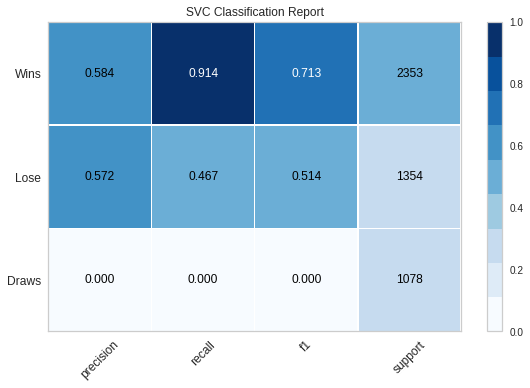 SVC Classification Report
Wins 0.584 0.914 0.713 2353
Lose 0.572 0.467 0.514 1354
Draws 0.000 0.000 0.000 1078
precision recall f1 support
1.0
0.8
0.6
0.4
0.2
0.0